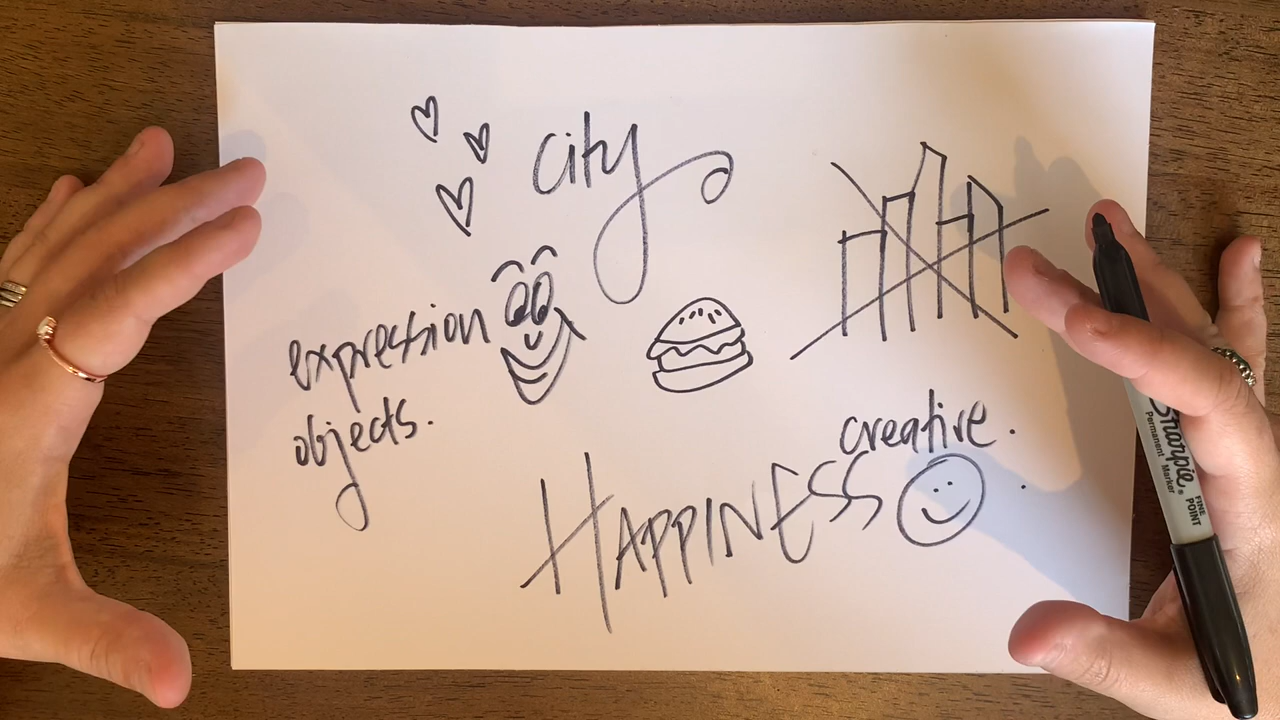 city
expression
objects.
creative.
HAPPINESS
Sharpie
Permanent Marker
FINE
POINT